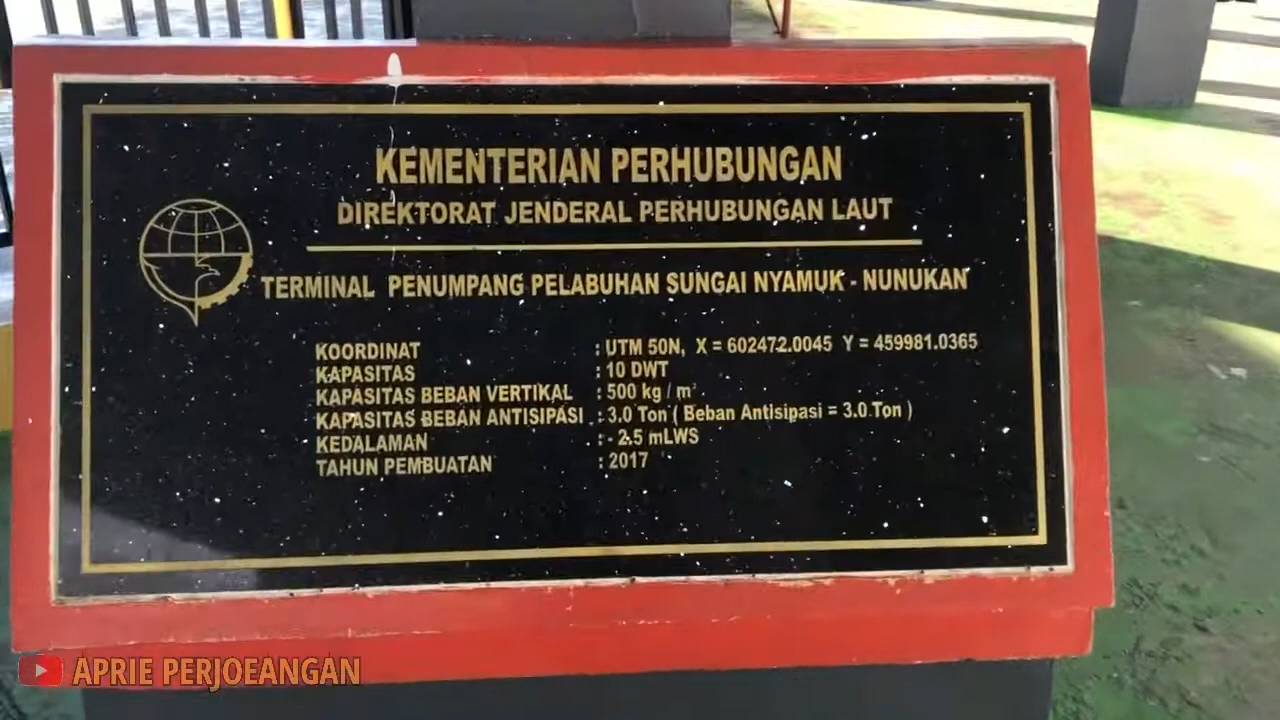 KEMENTERIAN PERHUBUNGAN
DIREKTORAT JENDERAL PERHUBUNGAN LAUT
TERMINAL PENUMPANG PELABUHAN SUNGAI NYAMUK - NUNUKAN
KOORDINAT : UTM 50N, X = 602472.0045 Y = 459981.0365
KAPASITAS : 10 DWT
KAPASITAS BEBAN VERTIKAL : 500 kg / m²
KAPASITAS BEBAN ANTISIPASI : 3.0 Ton ( Beban Antisipasi = 3.0 Ton )
KEDALAMAN : - 2.5 mLWS
TAHUN PEMBUATAN : 2017
APRIE PERJOEANGAN